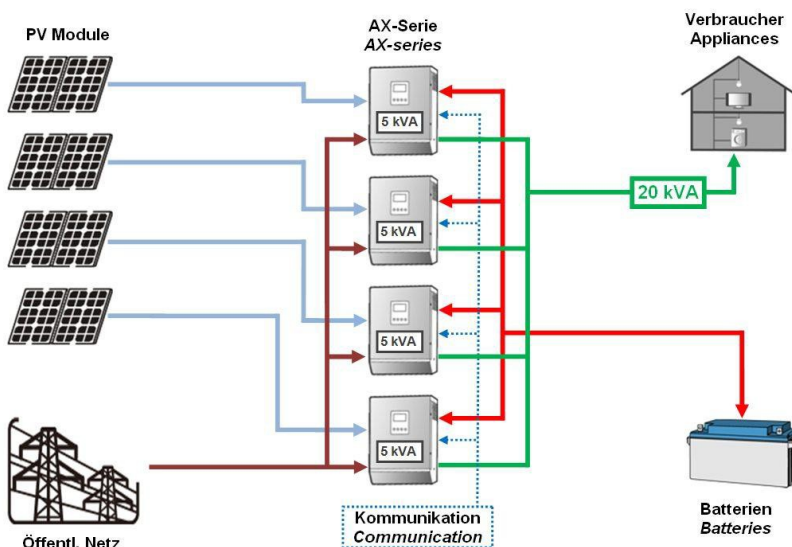 PV Module
AX-Serie
AX-series
Verbraucher
Appliances
5 kVA
5 kVA
5 kVA
5 kVA
20 kVA
Kommunikation
Communication
Batterien
Batteries
Öffentl. Netz